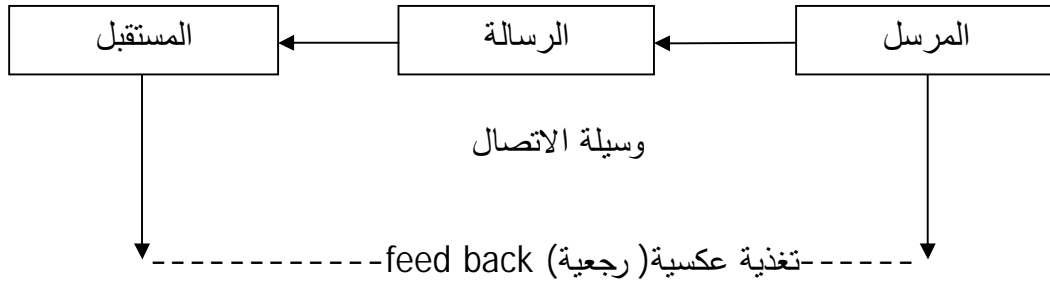 المرسل
الرسالة
المستقبل
وسيلة الاتصال
تغذية عكسية( رجعية) feed back